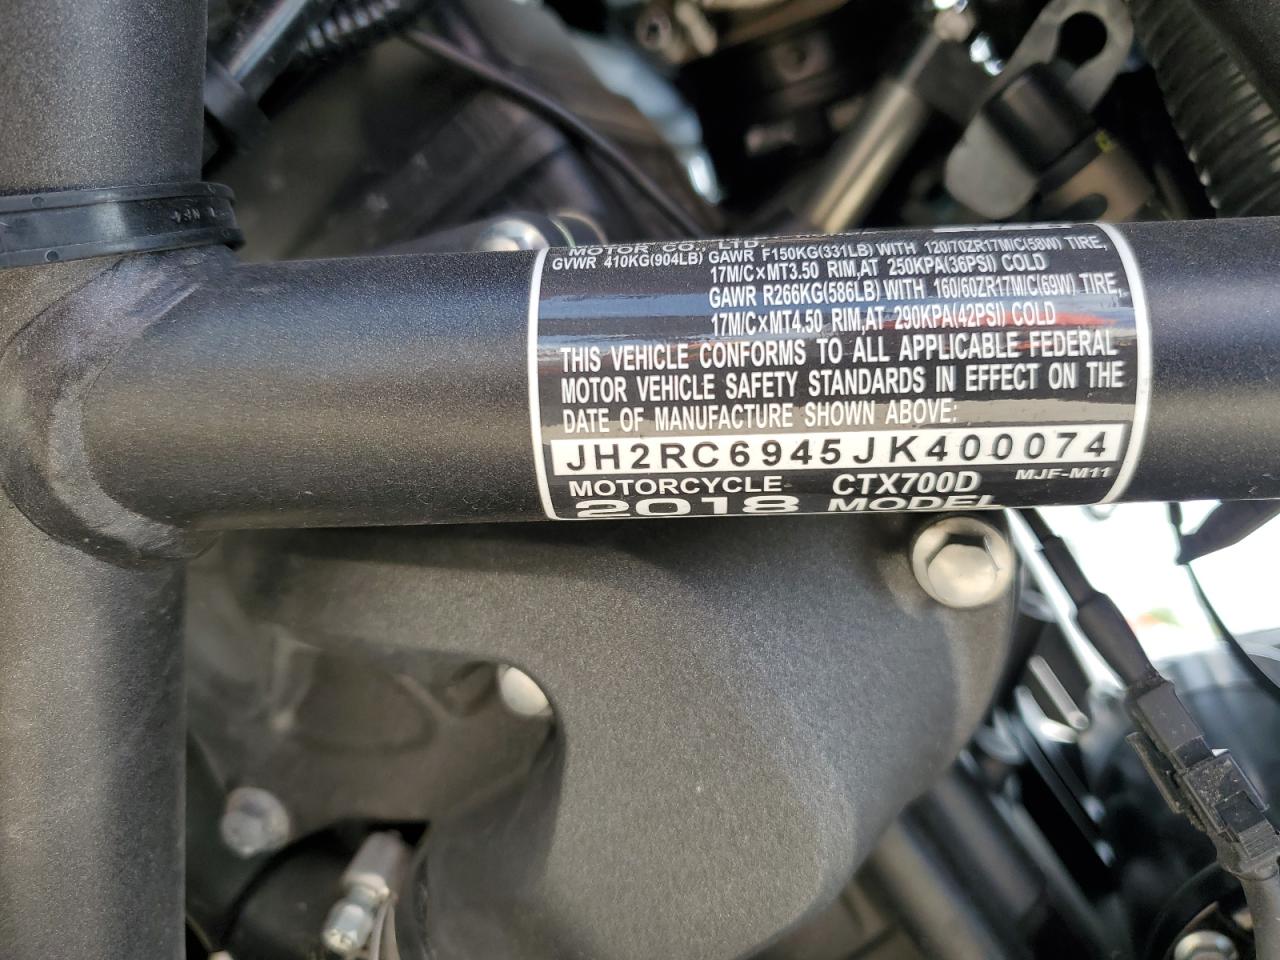 MOTOR CO., LTD.
GVWR 410KG(904LB) GAWR F150KG(331LB) WITH 120/70ZR17M/C(58W) TIRE,
17M/C×MT3.50 RIM,AT 250KPA(36PSI) COLD
GAWR R266KG(586LB) WITH 160/60ZR17M/C(69W) TIRE,
17M/C×MT4.50 RIM,AT 290KPA(42PSI) COLD
THIS VEHICLE CONFORMS TO ALL APPLICABLE FEDERAL
MOTOR VEHICLE SAFETY STANDARDS IN EFFECT ON THE
DATE OF MANUFACTURE SHOWN ABOVE:
JH2RC6945JK400074
MOTORCYCLE CTX700D MJF-M11
2018 MODEL